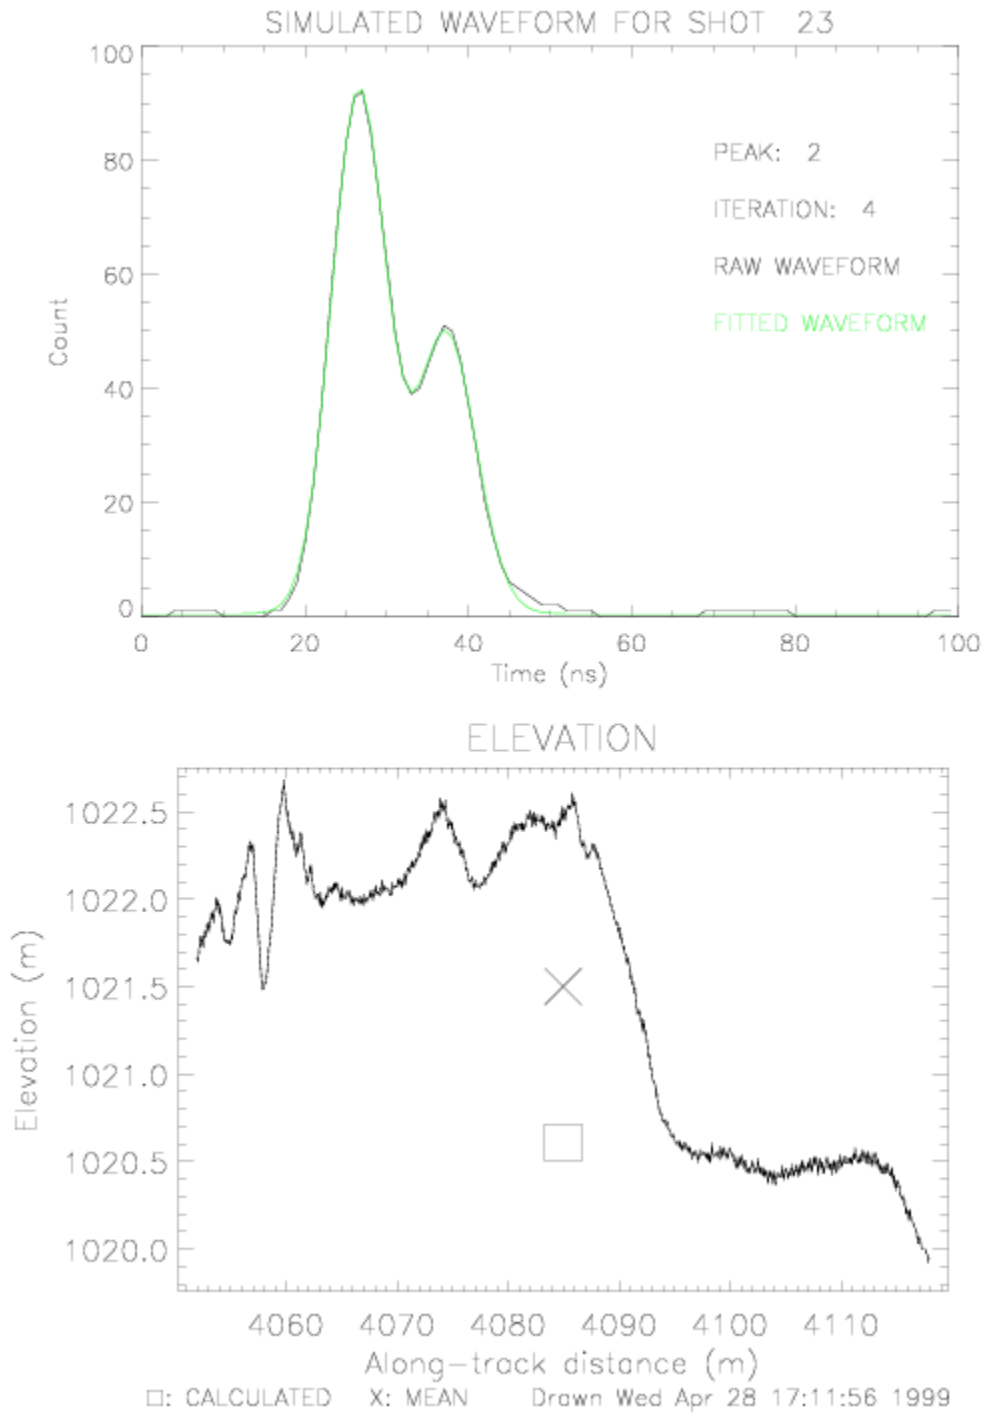 SIMULATED WAVEFORM FOR SHOT 23
100
80
60
40
20
0
Count
PEAK: 2
ITERATION: 4
RAW WAVEFORM
FITTED WAVEFORM
0 20 40 60 80 100
Time (ns)
ELEVATION
1022.5
1022.0
1021.5
1021.0
1020.5
1020.0
Elevation (m)
4060 4070 4080 4090 4100 4110
Along-track distance (m)
□: CALCULATED X: MEAN Drawn Wed Apr 28 17:11:56 1999